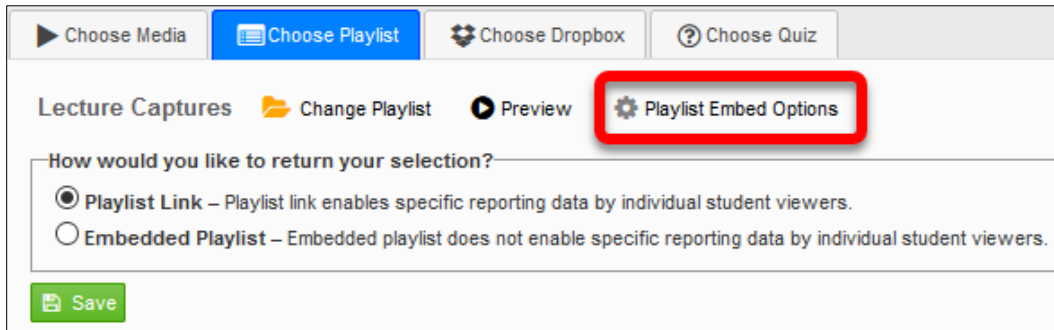 Choose Media Choose Playlist Choose Dropbox Choose Quiz
Lecture Captures Change Playlist Preview Playlist Embed Options
How would you like to return your selection?
Playlist Link – Playlist link enables specific reporting data by individual student viewers.
Embedded Playlist – Embedded playlist does not enable specific reporting data by individual student viewers.
Save